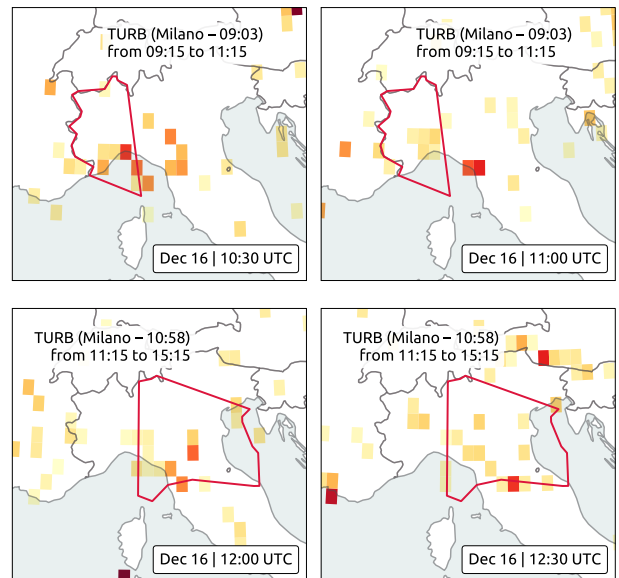 TURB (Milano – 09:03)
from 09:15 to 11:15
Dec 16 | 10:30 UTC
TURB (Milano – 09:03)
from 09:15 to 11:15
Dec 16 | 11:00 UTC
TURB (Milano – 10:58)
from 11:15 to 15:15
Dec 16 | 12:00 UTC
TURB (Milano – 10:58)
from 11:15 to 15:15
Dec 16 | 12:30 UTC